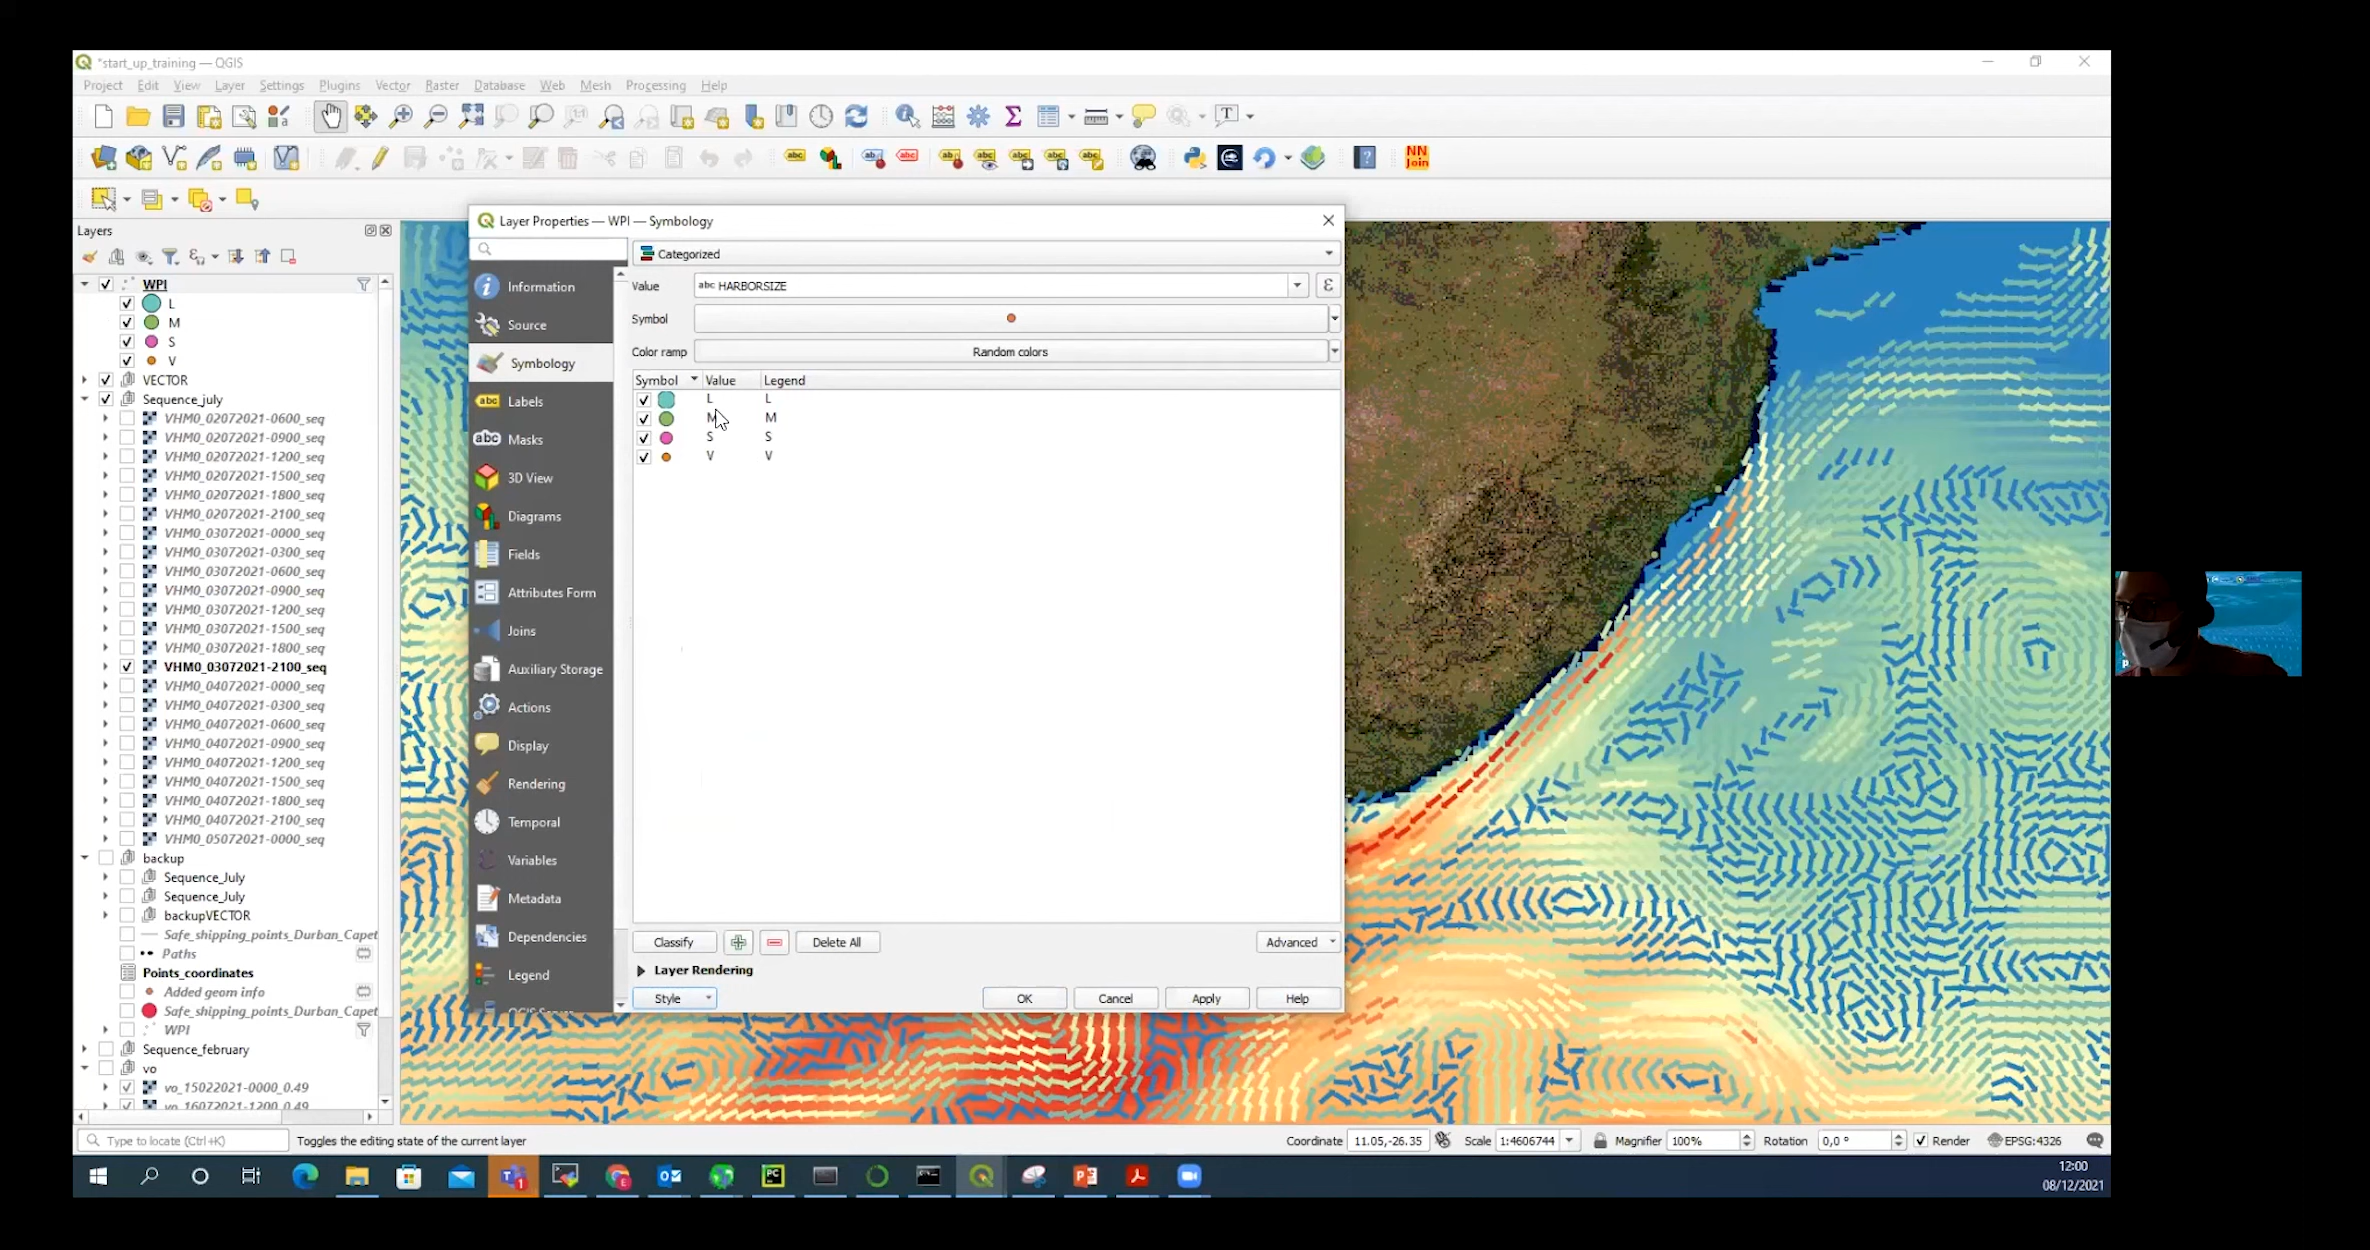 *start_up_training — QGIS
Project Edit View Layer Settings Plugins Vector Raster Database Web Mesh Processing Help
NN
Join
Layers
WPI
L
M
S
V
VECTOR
Sequence_july
VHM0_02072021-0600_seq
VHM0_02072021-0900_seq
VHM0_02072021-1200_seq
VHM0_02072021-1500_seq
VHM0_02072021-1800_seq
VHM0_02072021-2100_seq
VHM0_03072021-0000_seq
VHM0_03072021-0300_seq
VHM0_03072021-0600_seq
VHM0_03072021-0900_seq
VHM0_03072021-1200_seq
VHM0_03072021-1500_seq
VHM0_03072021-1800_seq
VHM0_03072021-2100_seq
VHM0_04072021-0000_seq
VHM0_04072021-0300_seq
VHM0_04072021-0600_seq
VHM0_04072021-0900_seq
VHM0_04072021-1200_seq
VHM0_04072021-1500_seq
VHM0_04072021-1800_seq
VHM0_04072021-2100_seq
VHM0_05072021-0000_seq
backup
Sequence_July
Sequence_July
backupVECTOR
Safe_shipping_points_Durban_Capet
Paths
Points_coordinates
Added geom info
Safe_shipping_points_Durban_Capet
WPI
Sequence_february
vo
vo_15022021-0000_0.49
vo_16072021-1200_0.49
Layer Properties — WPI — Symbology
Information
Source
Symbology
Labels
Masks
3D View
Diagrams
Fields
Attributes Form
Joins
Auxiliary Storage
Actions
Display
Rendering
Temporal
Variables
Metadata
Dependencies
Legend
QGIS Server
Categorized
Value abc HARBORSIZE
Symbol
Color ramp Random colors
Symbol Value Legend
L L
M M
S S
V V
Classify Delete All Advanced
Layer Rendering
Style OK Cancel Apply Help
Type to locate (Ctrl+K) Toggles the editing state of the current layer Coordinate 11.05,-26.35 Scale 1:4606744 Magnifier 100% Rotation 0,0 ° Render EPSG:4326
12:00
08/12/2021